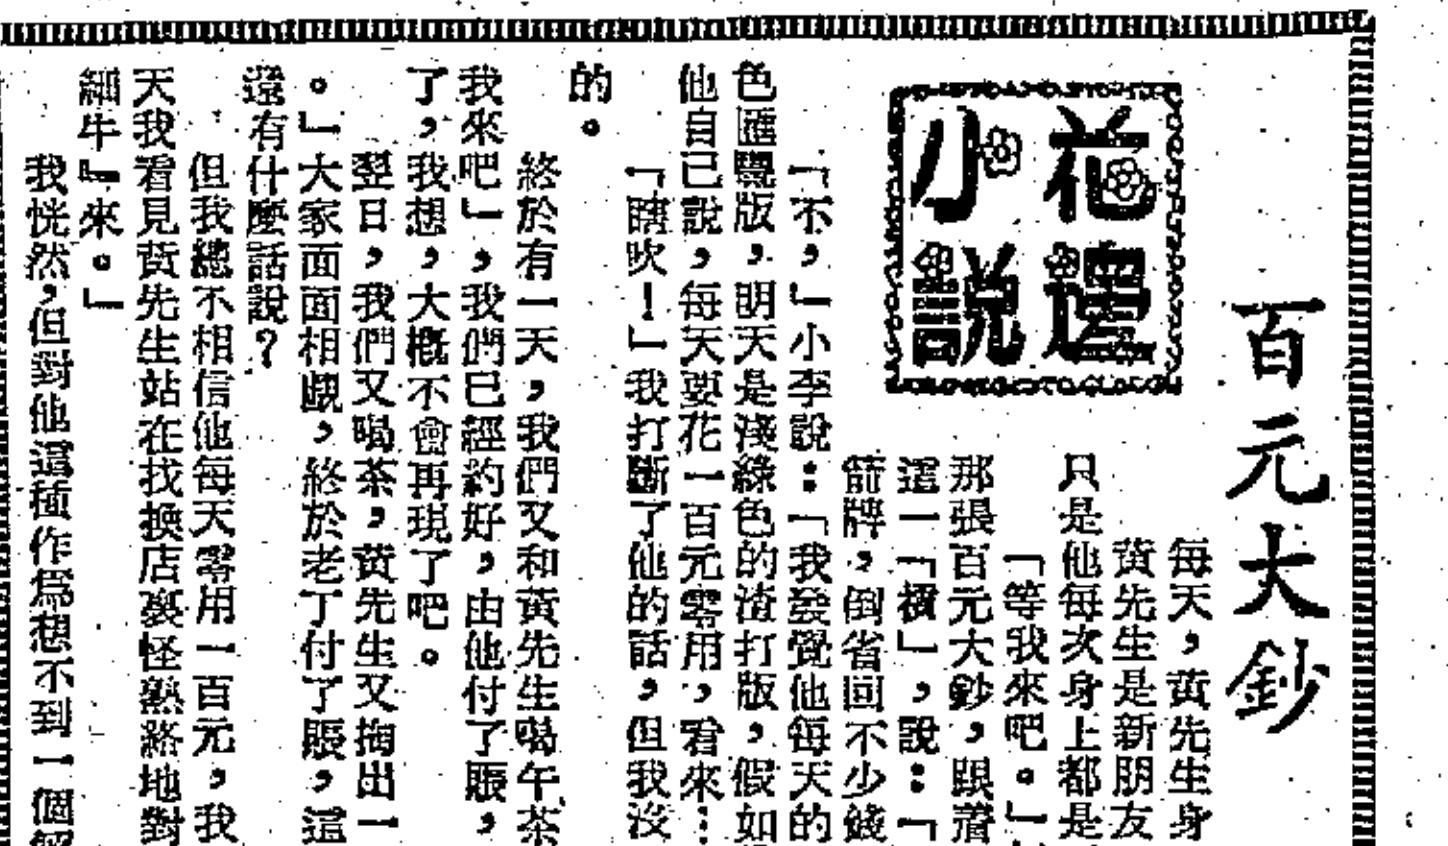 百元大鈔
花邊小說
每天，黃先生身
黃先生是新朋友
只是他每次身上都是
「等我來吧。」
那張百元大鈔，跟着
這一「橫」，說：「
箭牌，倒省回不少錢
「不，」小李說：「我發覺他每天的
色匯豐版，明天是淺綠色的渣打版，假如
他自已說，每天要花一百元零用，看來…
「瞎吹！」我打斷了他的話，但我沒
的。
終於有一天，我們又和黃先生喝午茶
我來吧」，我們已經約好，由他付了賬，
了，我想，大概不會再現了吧。
翌日，我們又喝茶，黃先生又掏出一
。」大家面面相覷，終於老丁付了賬，這
還有什麼話說？
但我總不相信他每天零用一百元，我
天我看見黃先生站在找換店裏怪熟絡地對
細牛』來。」
我恍然，但對他這種作為想不到一個解